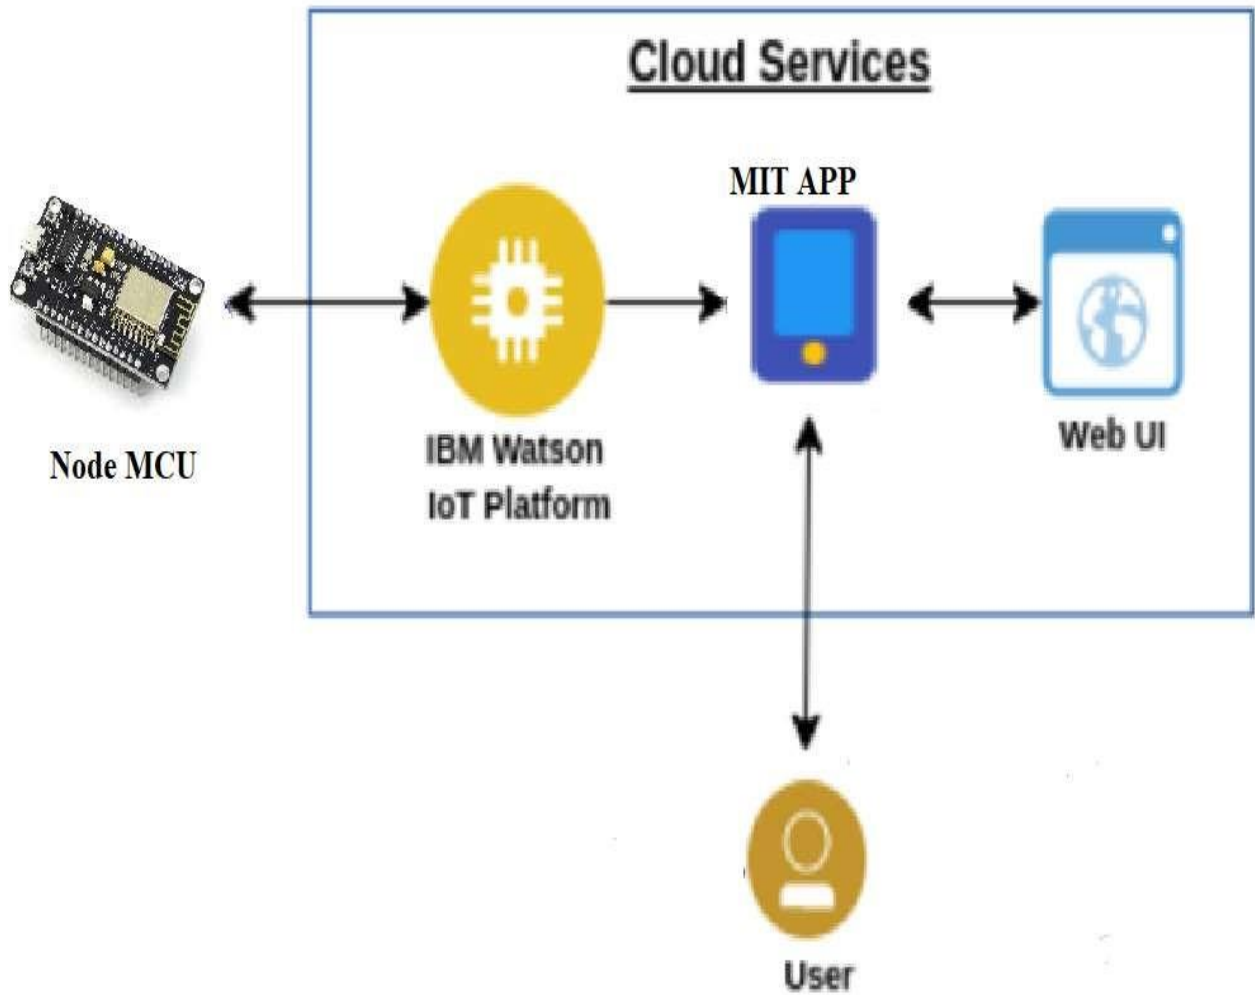 Cloud Services
MIT APP
Node MCU
IBM Watson
IoT Platform
Web UI
User